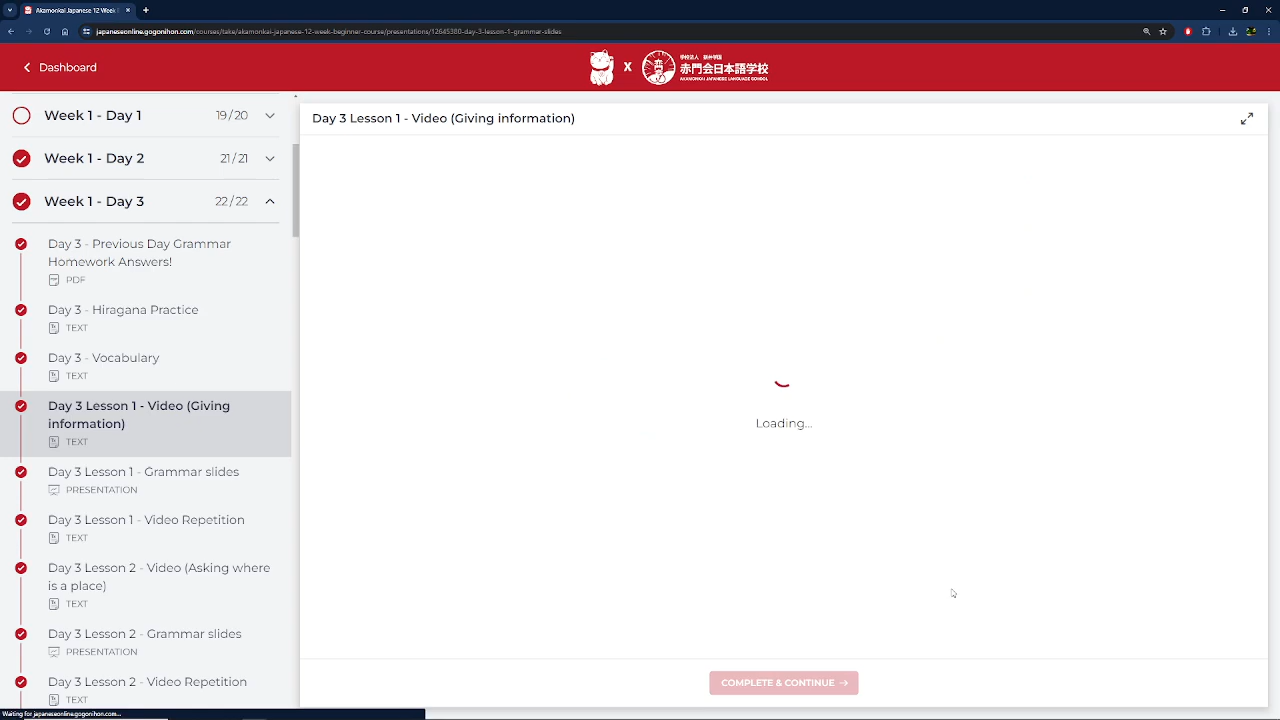 Akamonkai Japanese 12 Week
japaneseonline.gogonihon.com/courses/take/akamonkai-japanese-12-week-beginner-course/presentations/12645380-day-3-lesson-1-grammar-slides
Dashboard
X
赤門会日本語学校
AKAMONKAI JAPANESE LANGUAGE SCHOOL
Week 1 - Day 1
19/20
Week 1 - Day 2
21/21
Week 1 - Day 3
22/22
Day 3 - Previous Day Grammar
Homework Answers!
PDF
Day 3 - Hiragana Practice
TEXT
Day 3 - Vocabulary
TEXT
Day 3 Lesson 1 - Video (Giving
information)
TEXT
Day 3 Lesson 1 - Grammar slides
PRESENTATION
Day 3 Lesson 1 - Video Repetition
TEXT
Day 3 Lesson 2 - Video (Asking where
is a place)
TEXT
Day 3 Lesson 2 - Grammar slides
PRESENTATION
Day 3 Lesson 2 - Video Repetition
TEXT
Day 3 Lesson 1 - Video (Giving information)
Loading...
COMPLETE & CONTINUE →
Waiting for japaneseonline.gogonihon.com...